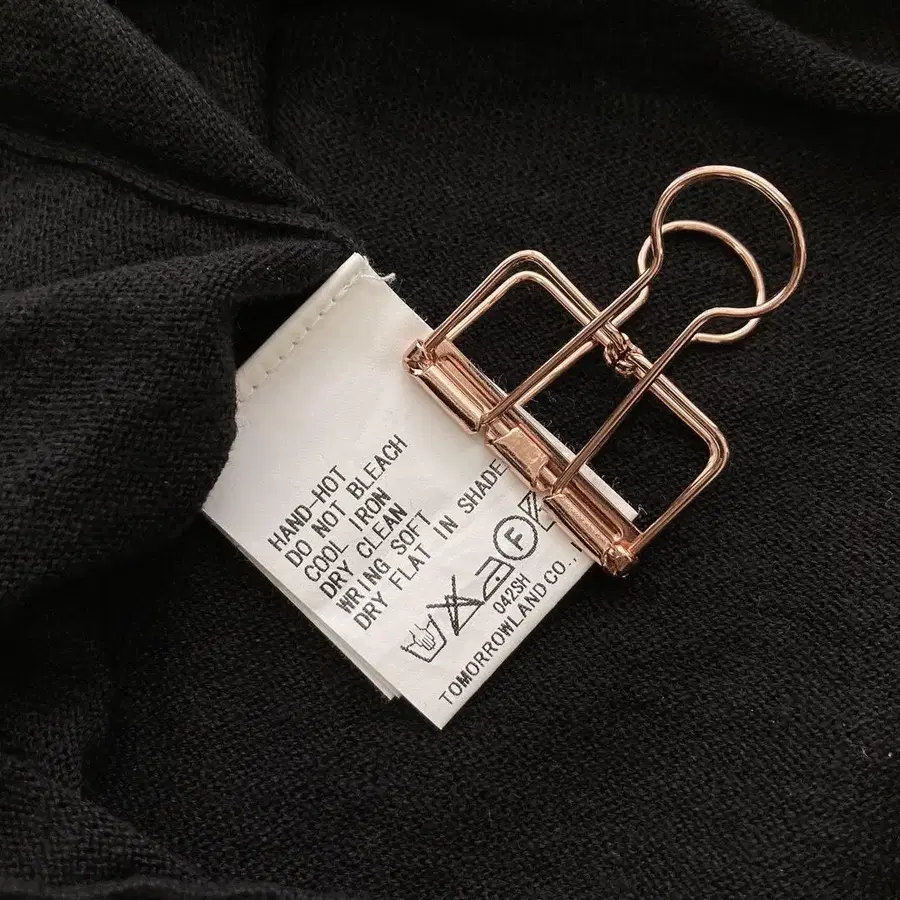 HAND-HOT
DO NOT BLEACH
COOL IRON
DRY CLEAN
WRING SOFT
DRY FLAT IN SHADE
F
042SH
TOMORROWLAND CO.,